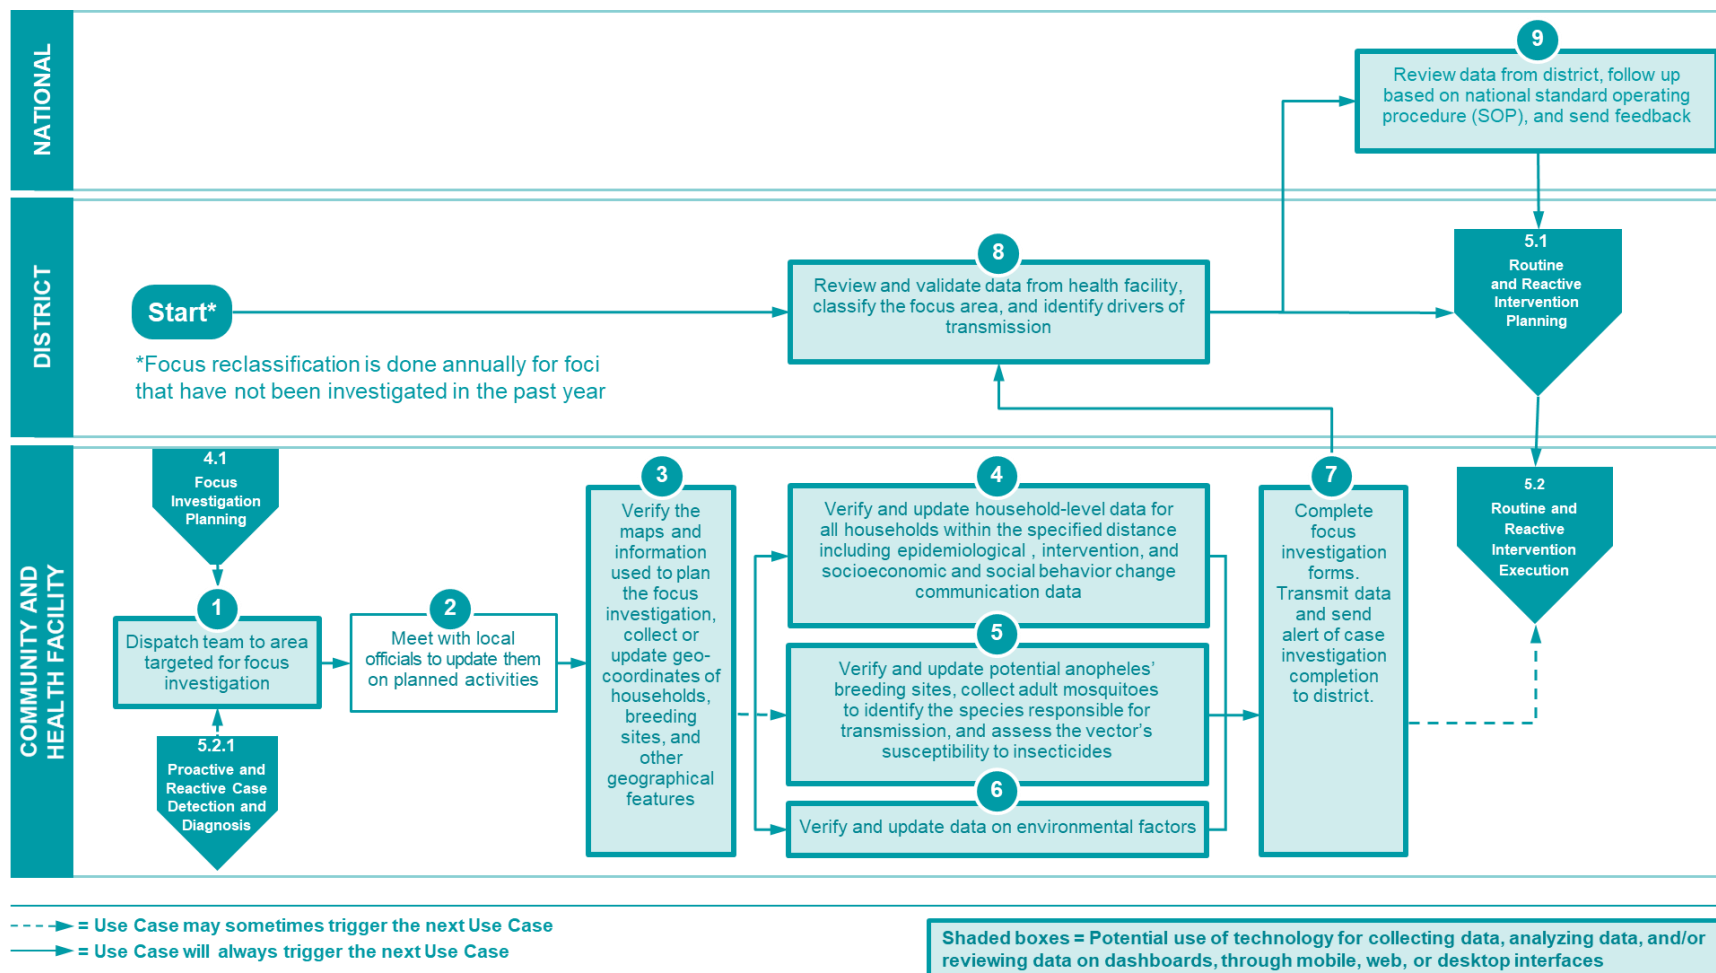 NATIONAL
9
Review data from district, follow up
based on national standard operating
procedure (SOP), and send feedback
DISTRICT
Start*
*Focus reclassification is done annually for foci
that have not been investigated in the past year
8
Review and validate data from health facility,
classify the focus area, and identify drivers of
transmission
5.1
Routine
and Reactive
Intervention
Planning
COMMUNITY AND
HEALTH FACILITY
4.1
Focus
Investigation
Planning
1
Dispatch team to area
targeted for focus
investigation
5.2.1
Proactive and
Reactive Case
Detection and
Diagnosis
2
Meet with local
officials to update them
on planned activities
3
Verify the
maps and
information
used to plan
the focus
investigation,
collect or
update geo-
coordinates of
households,
breeding
sites, and
other
geographical
features
4
Verify and update household-level data for
all households within the specified distance
including epidemiological , intervention, and
socioeconomic and social behavior change
communication data
5
Verify and update potential anopheles’
breeding sites, collect adult mosquitoes
to identify the species responsible for
transmission, and assess the vector’s
susceptibility to insecticides
6
Verify and update data on environmental factors
7
Complete
focus
investigation
forms.
Transmit data
and send
alert of case
investigation
completion
to district.
5.2
Routine and
Reactive
Intervention
Execution
= Use Case may sometimes trigger the next Use Case
= Use Case will always trigger the next Use Case
Shaded boxes = Potential use of technology for collecting data, analyzing data, and/or
reviewing data on dashboards, through mobile, web, or desktop interfaces